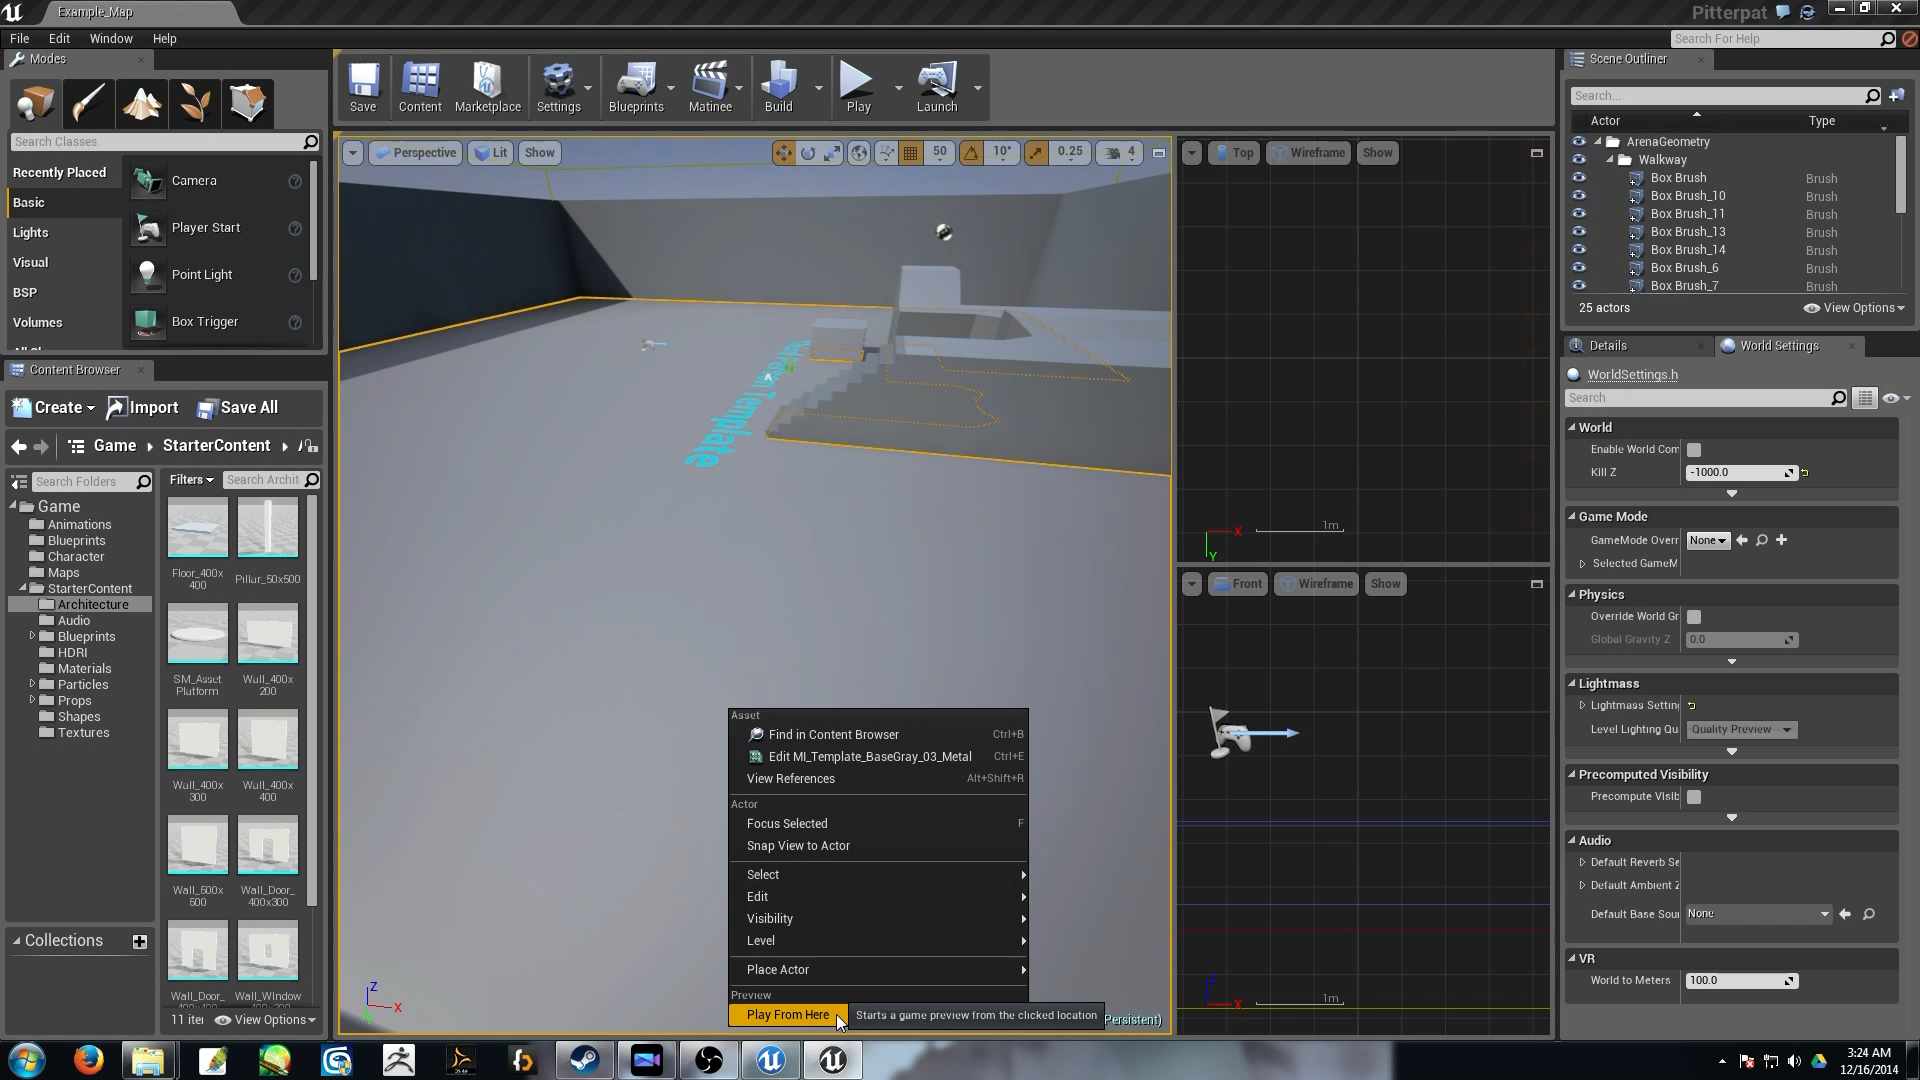 Example_Map
Pitterpat
File Edit Window Help
Search For Help
Modes
Search Classes
Recently Placed
Basic
Lights
Visual
BSP
Volumes
Camera
Player Start
Point Light
Box Trigger
Save Content Marketplace Settings Blueprints Matinee Build Play Launch
Content Browser
Create Import Save All
Game StarterContent
Search Folders
Filters Search Archit
Game
Animations
Blueprints
Character
Maps
StarterContent
Architecture
Audio
Blueprints
HDRI
Materials
Particles
Props
Shapes
Textures
Floor_400x
400
Pillar_50x500
SM_Asset
Platform
Wall_400x
200
Wall_400x
300
Wall_400x
400
Wall_500x
500
Wall_Door_
400x300
Wall_Door_
400x400
Wall_Window
Collections
11 iter View Options
Perspective Lit Show 50 10° 0.25 4
Template
X
Z
Y
Asset
Find in Content Browser Ctrl+B
Edit MI_Template_BaseGray_03_Metal Ctrl+E
View References Alt+Shift+R
Actor
Focus Selected F
Snap View to Actor
Select
Edit
Visibility
Level
Place Actor
Preview
Play From Here
Starts a game preview from the clicked location
Persistent)
Top Wireframe Show
X
Y
1m
Front Wireframe Show
Z
X
1m
Scene Outliner
Search...
Actor Type
ArenaGeometry
Walkway
Box Brush Brush
Box Brush_10 Brush
Box Brush_11 Brush
Box Brush_13 Brush
Box Brush_14 Brush
Box Brush_6 Brush
Box Brush_7 Brush
25 actors View Options
Details World Settings
WorldSettings.h
Search
World
Enable World Com
Kill Z -1000.0
Game Mode
GameMode Overr None
Selected GameM
Physics
Override World Gr
Global Gravity Z 0.0
Lightmass
Lightmass Settin
Level Lighting Qu Quality Preview
Precomputed Visibility
Precompute Visib
Audio
Default Reverb Se
Default Ambient Z
Default Base Sou None
VR
World to Meters 100.0
3:24 AM
12/16/2014